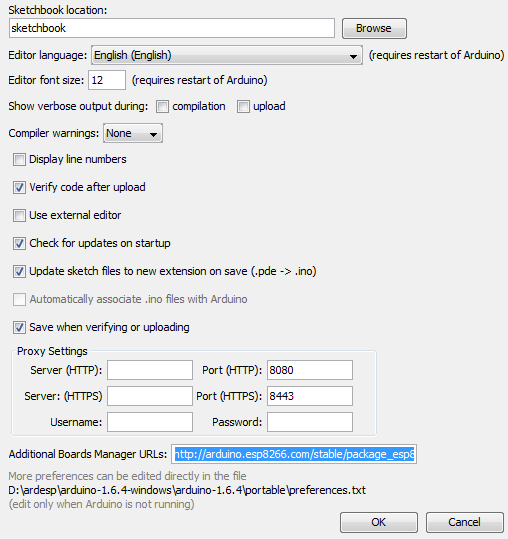 Sketchbook location:
sketchbook Browse
Editor language: English (English) (requires restart of Arduino)
Editor font size: 12 (requires restart of Arduino)
Show verbose output during: compilation upload
Compiler warnings: None
Display line numbers
Verify code after upload
Use external editor
Check for updates on startup
Update sketch files to new extension on save (.pde -> .ino)
Automatically associate .ino files with Arduino
Save when verifying or uploading
Proxy Settings
Server (HTTP): Port (HTTP): 8080
Server: (HTTPS) Port (HTTPS): 8443
Username: Password:
Additional Boards Manager URLs: http://arduino.esp8266.com/stable/package_esp8
More preferences can be edited directly in the file
D:\ardesp\arduino-1.6.4-windows\arduino-1.6.4\portable\preferences.txt
(edit only when Arduino is not running)
OK Cancel